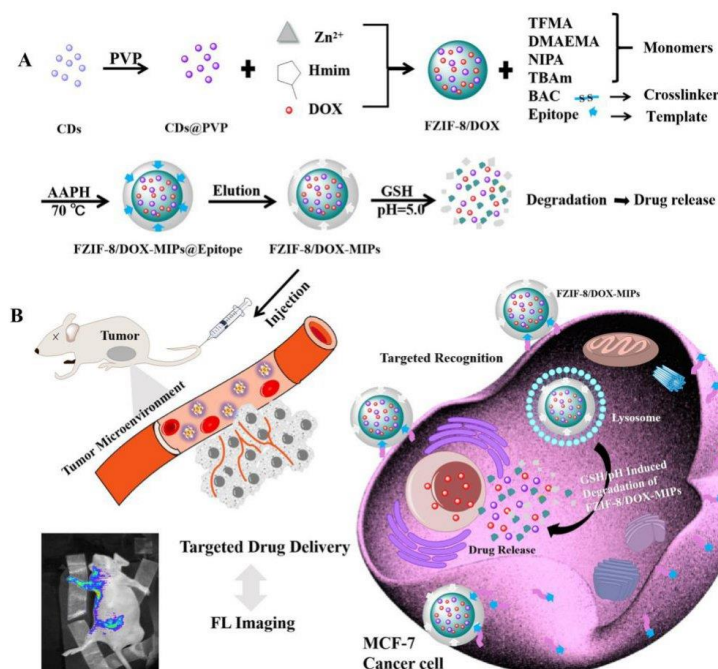 A
PVP
CDs
CDs@PVP
Zn²⁺
Hmim
DOX
FZIF-8/DOX
TFMA
DMAEMA
NIPA
TBAm
Monomers
BAC
S S
Crosslinker
Epitope
Template
AAPH
70 ℃
FZIF-8/DOX-MIPs@Epitope
Elution
FZIF-8/DOX-MIPs
GSH
pH=5.0
Degradation
Drug release
B
Injection
Tumor
Tumor Microenvironment
Targeted Drug Delivery
FL Imaging
FZIF-8/DOX-MIPs
Targeted Recognition
Lysosome
GSH/pH Induced
Degradation of
FZIF-8/DOX-MIPs
Drug Release
MCF-7
Cancer cell